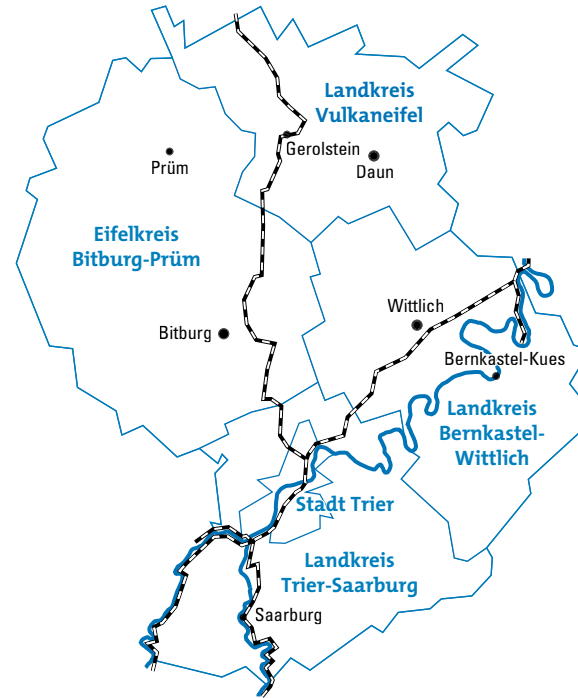 Landkreis
Vulkaneifel
Gerolstein
Prüm
Daun
Eifelkreis
Bitburg-Prüm
Wittlich
Bitburg
Bernkastel-Kues
Landkreis
Bernkastel-
Wittlich
Stadt Trier
Landkreis
Trier-Saarburg
Saarburg